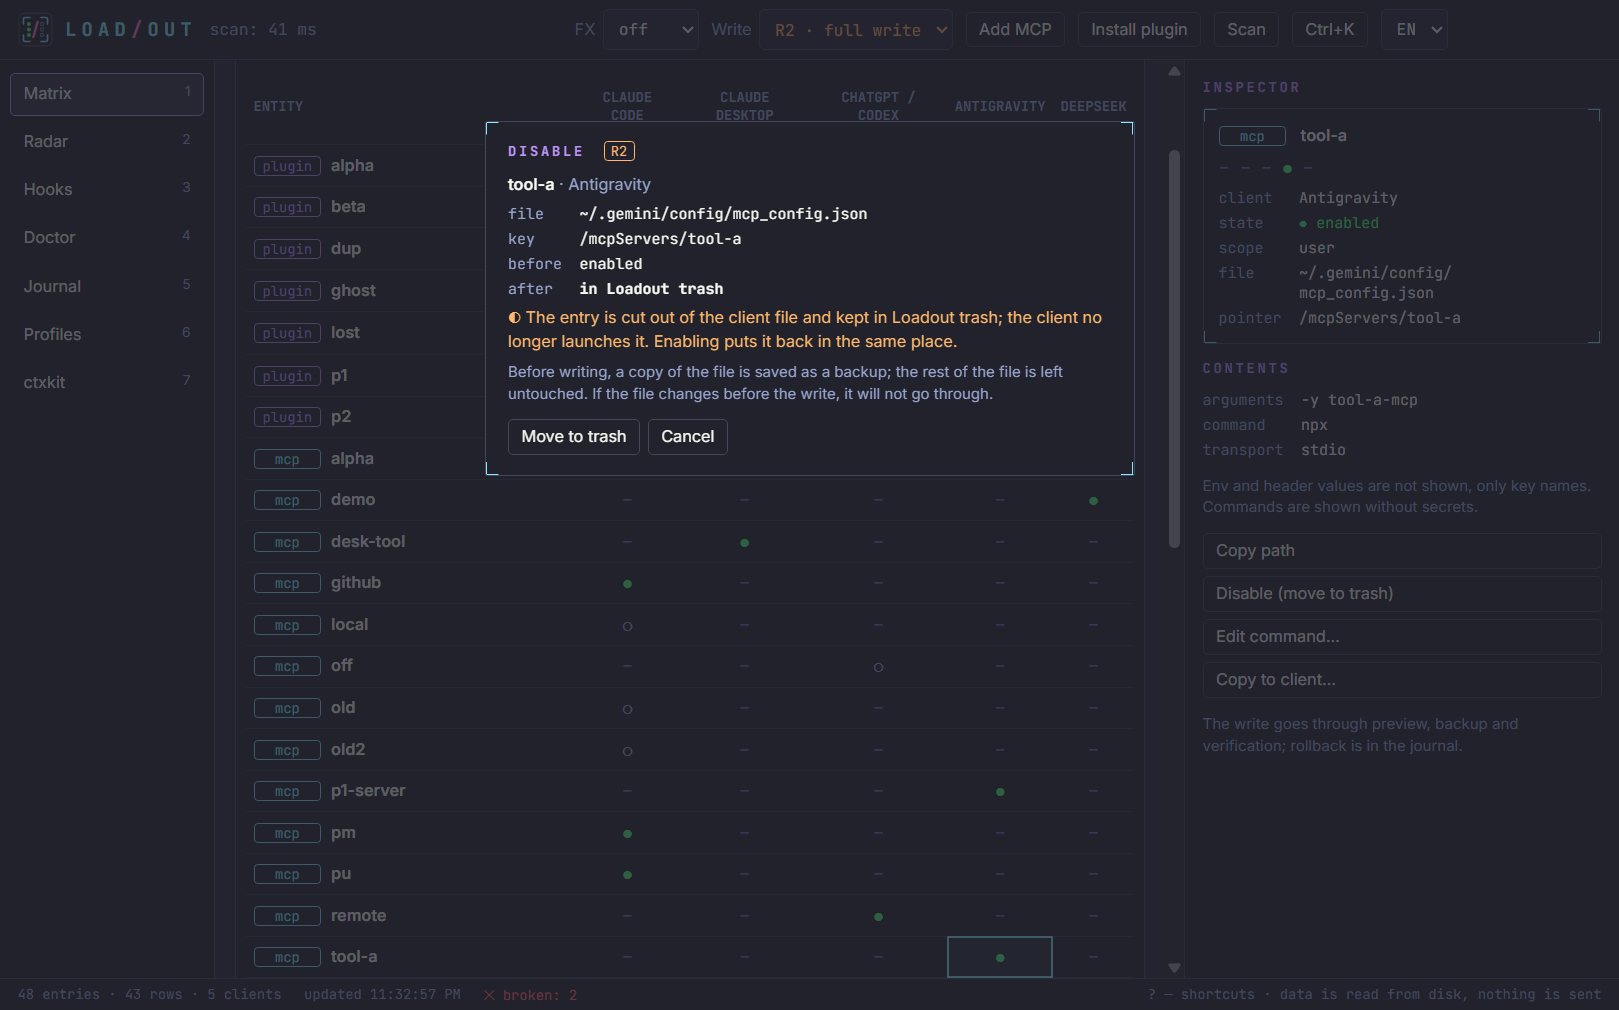 LOAD/OUT scan: 41 ms FX off Write R2 · full write Add MCP Install plugin Scan Ctrl+K EN
Matrix 1
Radar 2
Hooks 3
Doctor 4
Journal 5
Profiles 6
ctxkit 7
ENTITY CLAUDE CODE CLAUDE DESKTOP CHATGPT / CODEX ANTIGRAVITY DEEPSEEK
plugin alpha
plugin beta
plugin dup
plugin ghost
plugin lost
plugin p1
plugin p2
mcp alpha
mcp demo
mcp desk-tool
mcp github
mcp local
mcp off
mcp old
mcp old2
mcp p1-server
mcp pm
mcp pu
mcp remote
mcp tool-a
DISABLE R2
tool-a · Antigravity
file ~/.gemini/config/mcp_config.json
key /mcpServers/tool-a
before enabled
after in Loadout trash
The entry is cut out of the client file and kept in Loadout trash; the client no
longer launches it. Enabling puts it back in the same place.
Before writing, a copy of the file is saved as a backup; the rest of the file is left
untouched. If the file changes before the write, it will not go through.
Move to trash Cancel
INSPECTOR
mcp tool-a
client Antigravity
state enabled
scope user
file ~/.gemini/config/
mcp_config.json
pointer /mcpServers/tool-a
CONTENTS
arguments -y tool-a-mcp
command npx
transport stdio
Env and header values are not shown, only key names.
Commands are shown without secrets.
Copy path
Disable (move to trash)
Edit command...
Copy to client...
The write goes through preview, backup and
verification; rollback is in the journal.
48 entries · 43 rows · 5 clients updated 11:32:57 PM × broken: 2
? — shortcuts · data is read from disk, nothing is sent